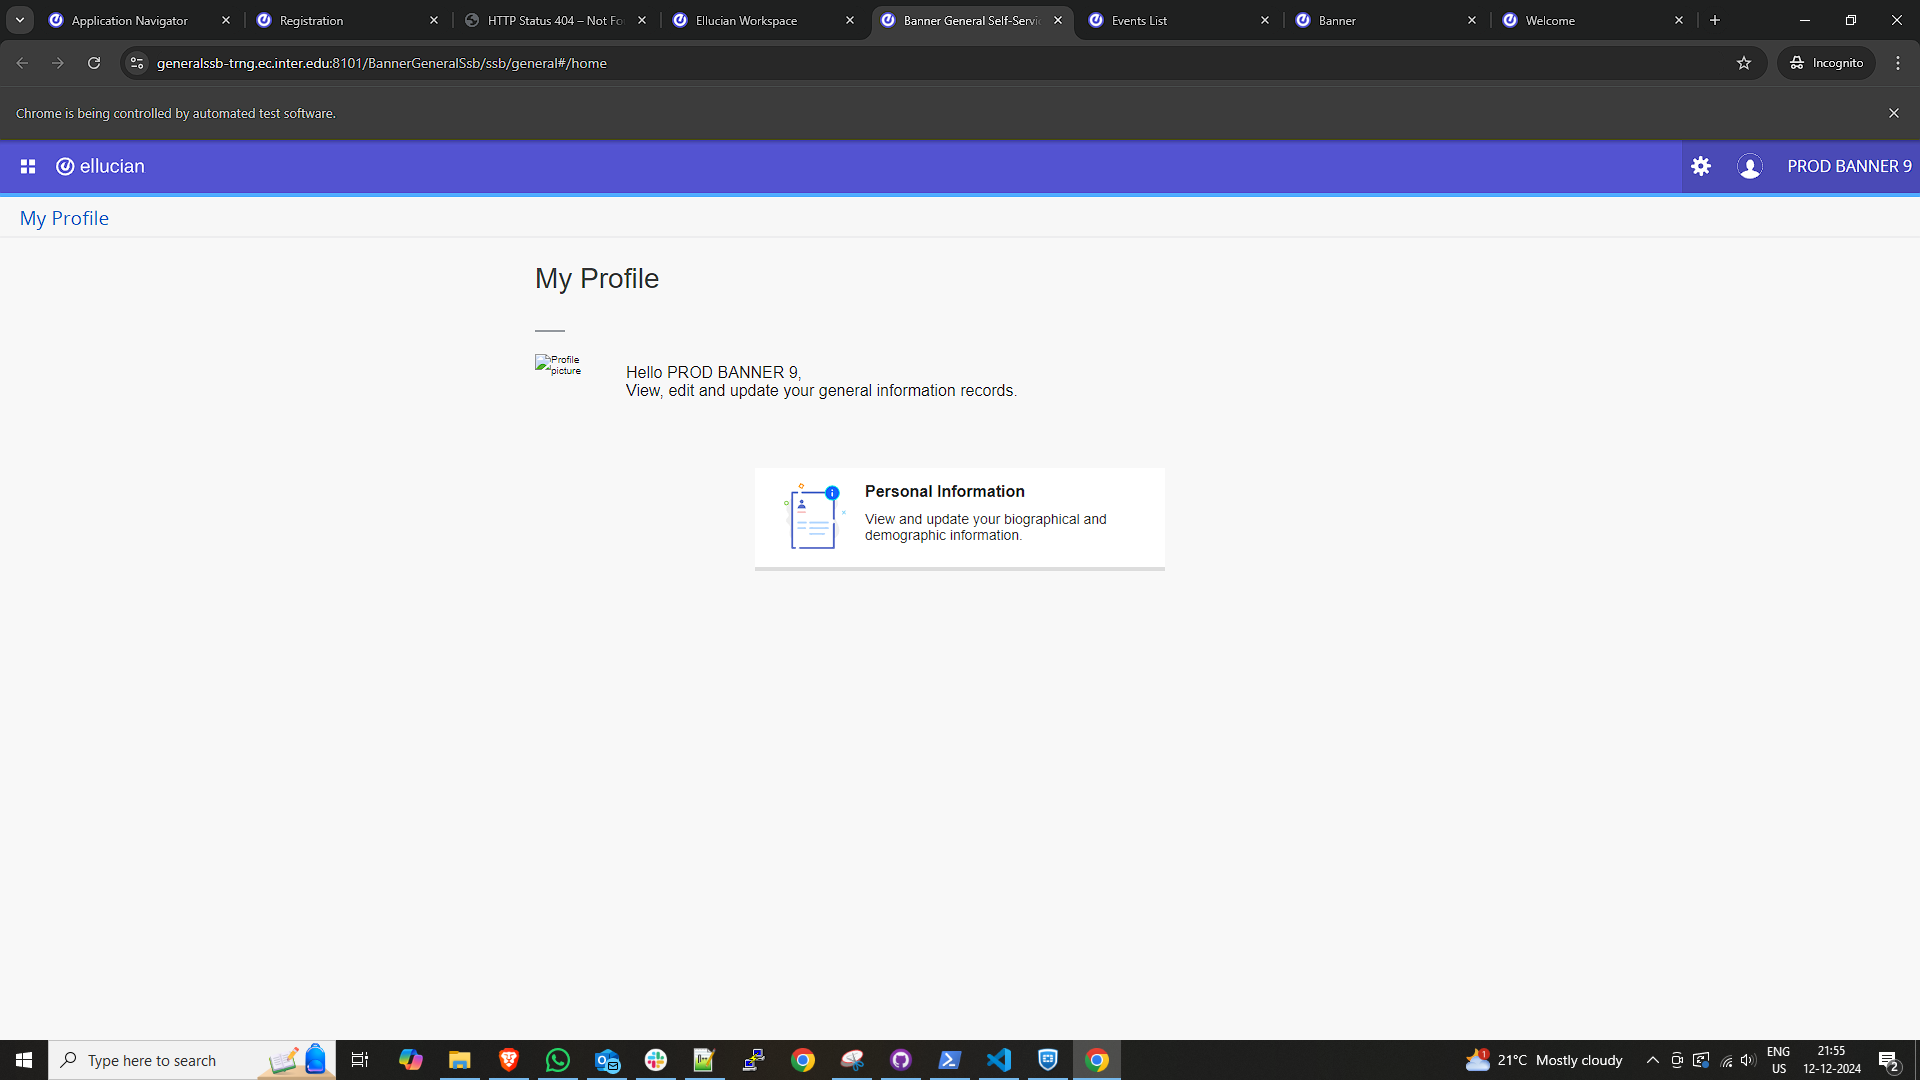 Application Navigator
Registration
HTTP Status 404 – Not Fo
Ellucian Workspace
Banner General Self-Servic
Events List
Banner
Welcome
generalssb-trng.ec.inter.edu:8101/BannerGeneralSsb/ssb/general#/home
Incognito
Chrome is being controlled by automated test software.
ellucian
PROD BANNER 9
My Profile
My Profile
Profile
picture
Hello PROD BANNER 9,
View, edit and update your general information records.
Personal Information
View and update your biographical and
demographic information.
Type here to search
1
21°C Mostly cloudy
ENG
US
21:55
12-12-2024
2